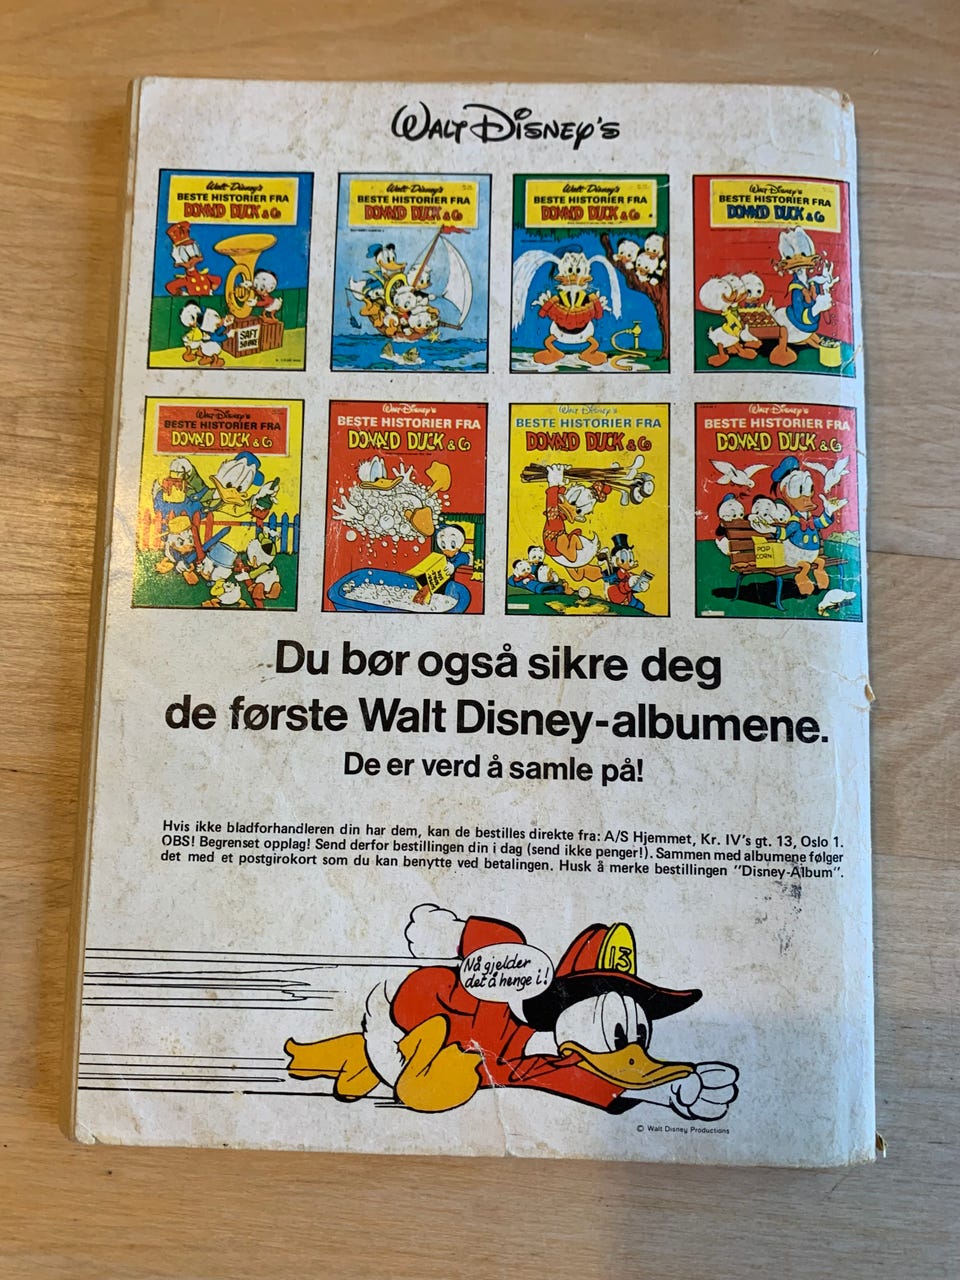 WALT DISNEY'S
Walt Disney's
BESTE HISTORIER FRA
DONALD DUCK & Co
SAFT
Walt Disney's
BESTE HISTORIER FRA
DONALD DUCK & Co
Walt Disney's
BESTE HISTORIER FRA
DONALD DUCK & Co
WALT DISNEY'S
BESTE HISTORIER FRA
DONALD DUCK & Co
WALT DISNEY'S
BESTE HISTORIER FRA
DONALD DUCK & Co
WALT DISNEY'S
BESTE HISTORIER FRA
DONALD DUCK & Co
WALT DISNEY'S
BESTE HISTORIER FRA
DONALD DUCK & Co
WALT DISNEY'S
BESTE HISTORIER FRA
DONALD DUCK & Co
POP
CORN
Du bør også sikre deg
de første Walt Disney-albumene.
De er verd å samle på!
Hvis ikke bladforhandleren din har dem, kan de bestilles direkte fra: A/S Hjemmet, Kr. IV's gt. 13, Oslo 1.
OBS! Begrenset opplag! Send derfor bestillingen din i dag (send ikke penger!). Sammen med albumene følger
det med et postgirokort som du kan benytte ved betalingen. Husk å merke bestillingen "Disney-Album".
13
Nå gjelder
det å henge i!
© Walt Disney Productions